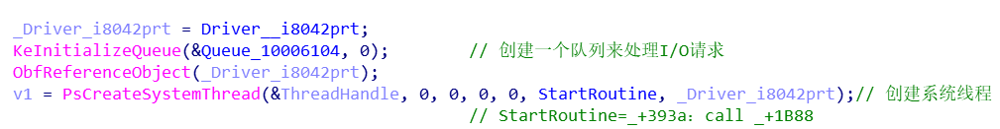 _Driver_i8042prt = Driver__i8042prt;
KeInitializeQueue(&Queue_10006104, 0); // 创建一个队列来处理I/O请求
ObfReferenceObject(_Driver_i8042prt);
v1 = PsCreateSystemThread(&ThreadHandle, 0, 0, 0, 0, StartRoutine, _Driver_i8042prt);// 创建系统线程
// StartRoutine=_+393a：call _+1B88